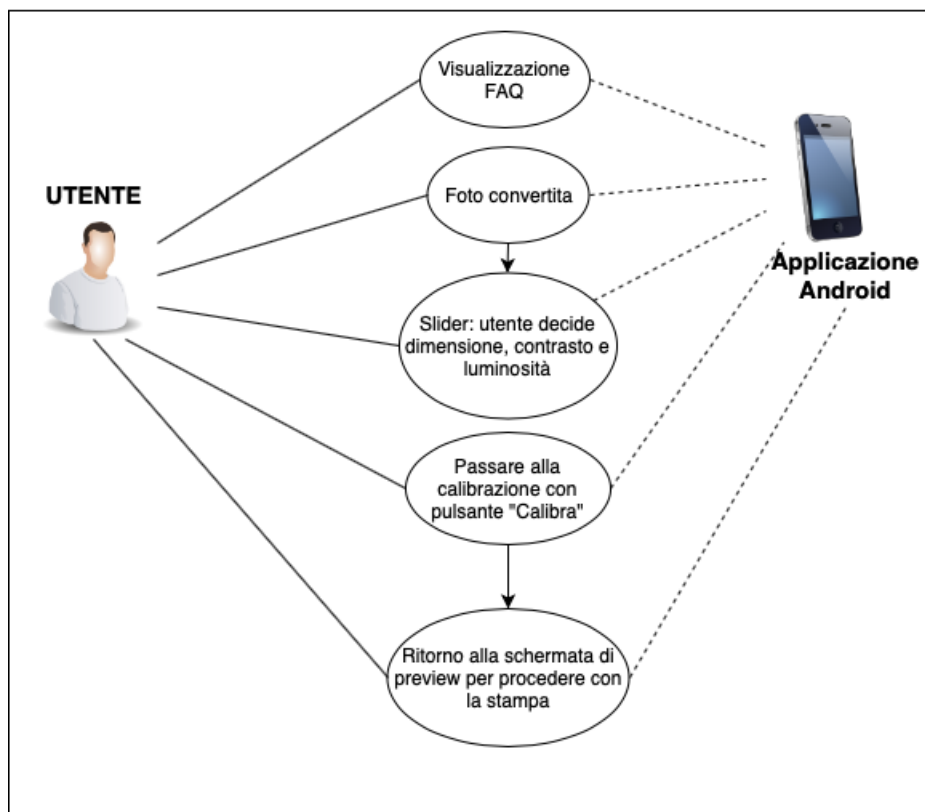 Visualizzazione
FAQ
UTENTE
Foto convertita
Applicazione
Android
Slider: utente decide
dimensione, contrasto e
luminosità
Passare alla
calibrazione con
pulsante "Calibra"
Ritorno alla schermata di
preview per procedere con
la stampa